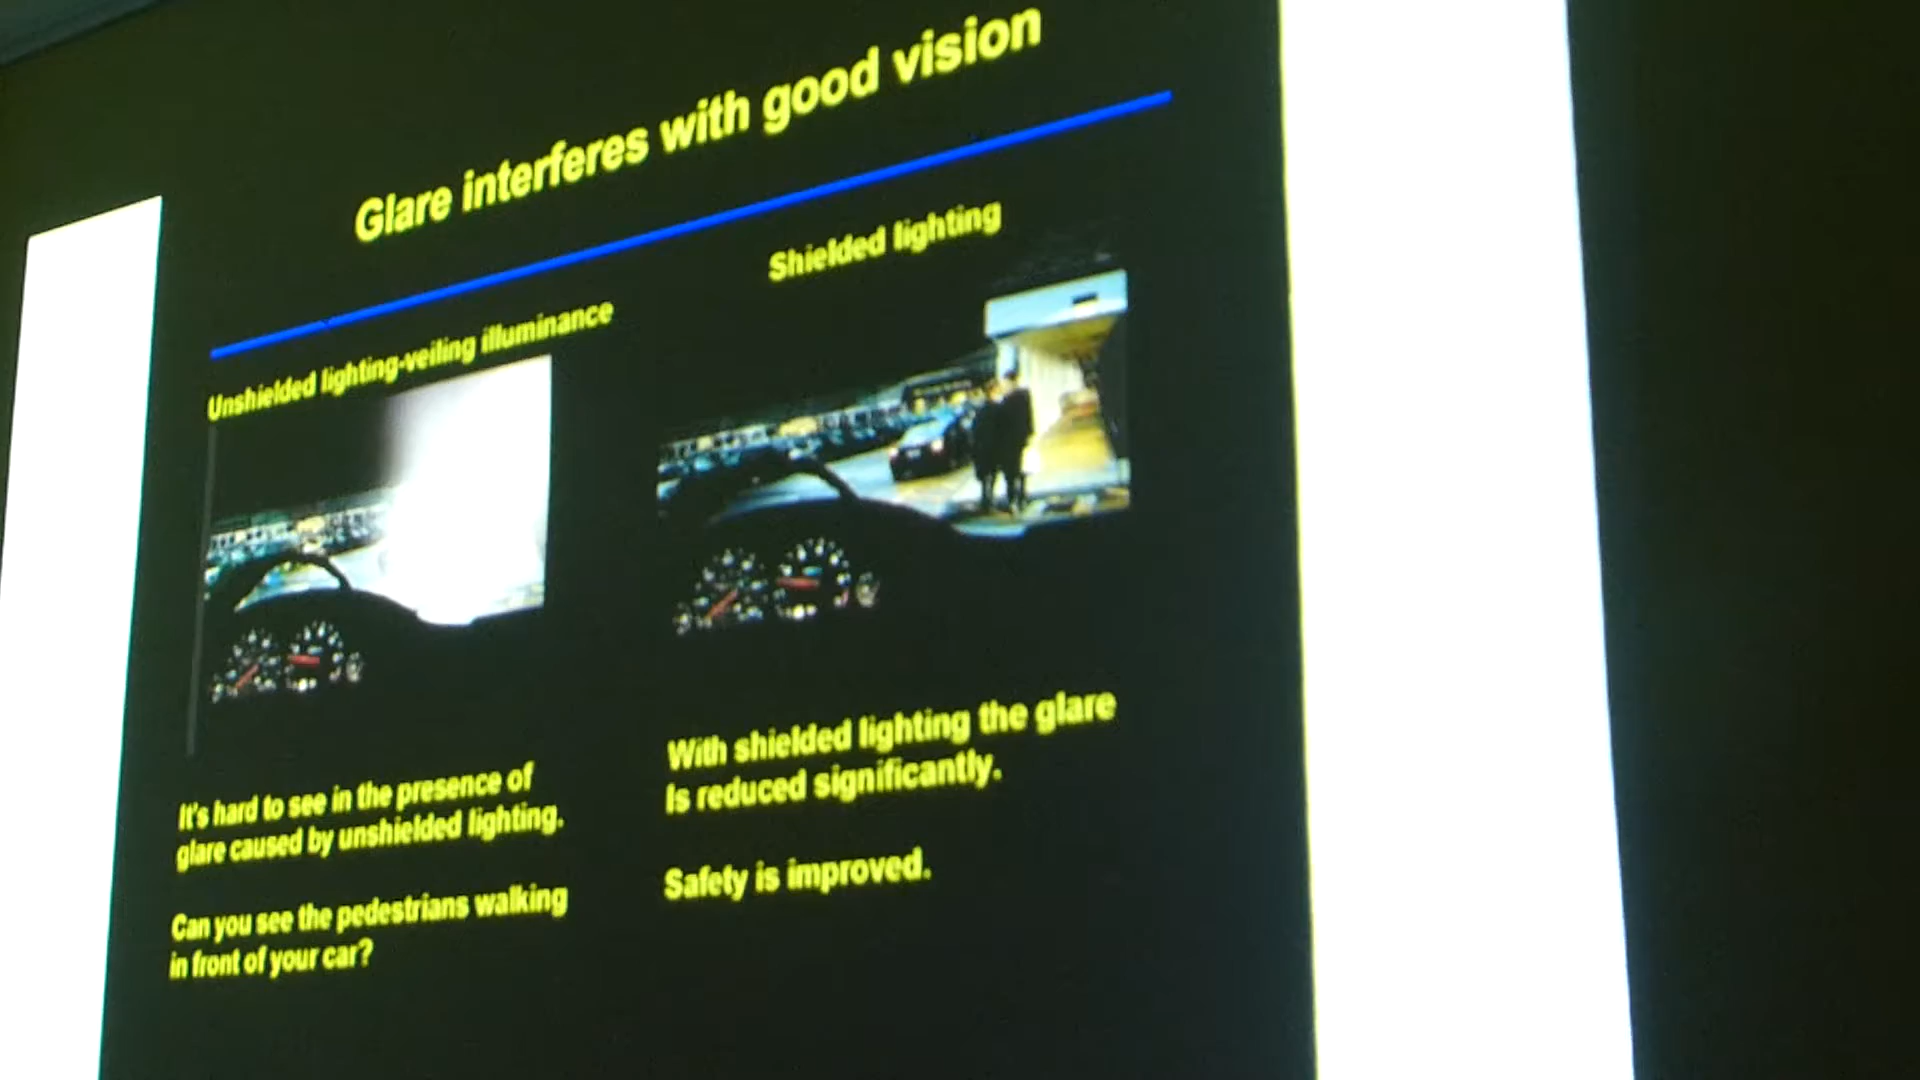 Glare interferes with good vision
Unshielded lighting-veiling illuminance
Shielded lighting
It's hard to see in the presence of
glare caused by unshielded lighting.
Can you see the pedestrians walking
in front of your car?
With shielded lighting the glare
Is reduced significantly.
Safety is improved.